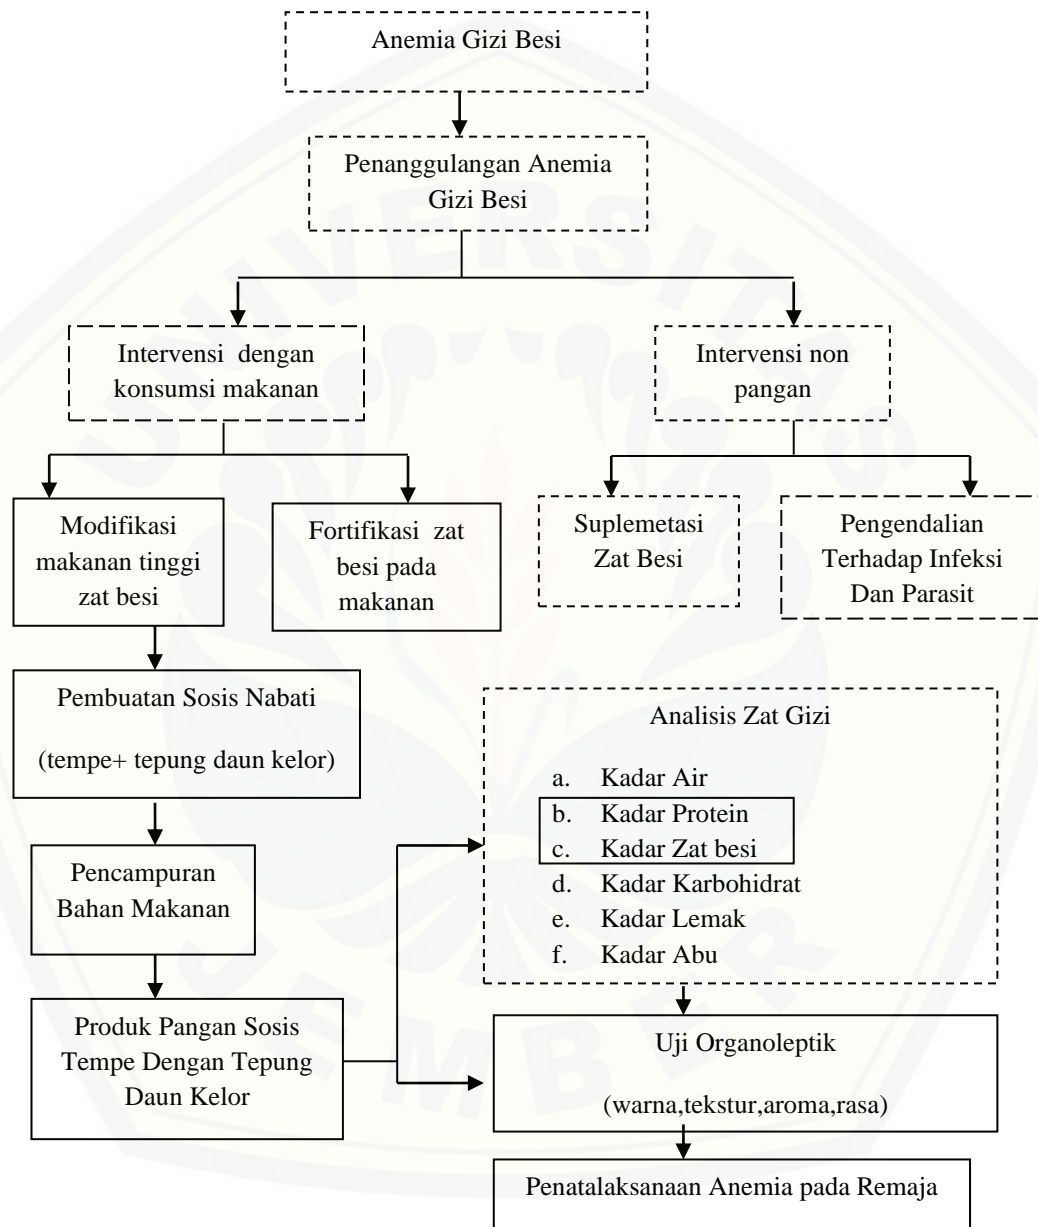 Anemia Gizi Besi
Penanggulangan Anemia
Gizi Besi
Intervensi dengan
konsumsi makanan
Intervensi non
pangan
Modifikasi
makanan tinggi
zat besi
Fortifikasi zat
besi pada
makanan
Suplemetasi
Zat Besi
Pengendalian
Terhadap Infeksi
Dan Parasit
Pembuatan Sosis Nabati
(tempe+ tepung daun kelor)
Analisis Zat Gizi
a. Kadar Air
b. Kadar Protein
c. Kadar Zat besi
d. Kadar Karbohidrat
e. Kadar Lemak
f. Kadar Abu
Pencampuran
Bahan Makanan
Produk Pangan Sosis
Tempe Dengan Tepung
Daun Kelor
Uji Organoleptik
(warna,tekstur,aroma,rasa)
Penatalaksanaan Anemia pada Remaja
UNIVERSITAS
JEMBER